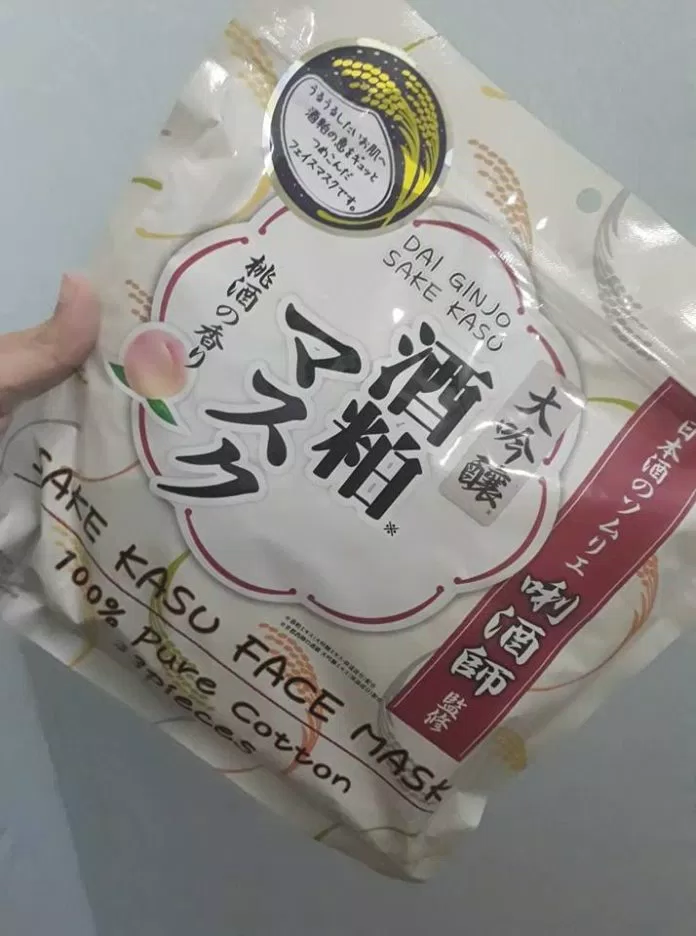 うるうるしたいお肌へ
酒粕の恵をギュッと
つめこんだ
フェイスマスクです。
DAI GINJO
SAKE KASU
大吟醸
酒粕※
マスク
桃酒の香り
日本酒のソムリエ
唎酒師
監修
SAKE KASU FACE MASK
100% Pure Cotton
33pieces